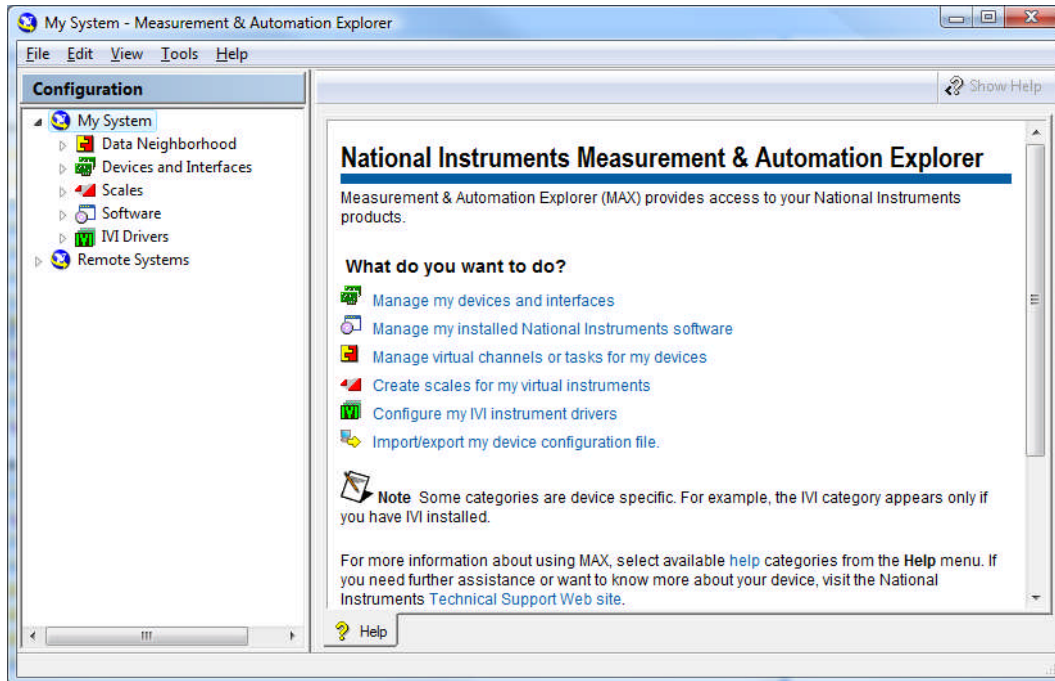 My System - Measurement & Automation Explorer
File Edit View Tools Help
Configuration
Show Help
My System
Data Neighborhood
Devices and Interfaces
Scales
Software
IVI Drivers
Remote Systems
National Instruments Measurement & Automation Explorer
Measurement & Automation Explorer (MAX) provides access to your National Instruments
products.
What do you want to do?
Manage my devices and interfaces
Manage my installed National Instruments software
Manage virtual channels or tasks for my devices
Create scales for my virtual instruments
Configure my IVI instrument drivers
Import/export my device configuration file.
Note Some categories are device specific. For example, the IVI category appears only if
you have IVI installed.
For more information about using MAX, select available help categories from the Help menu. If
you need further assistance or want to know more about your device, visit the National
Instruments Technical Support Web site.
Help